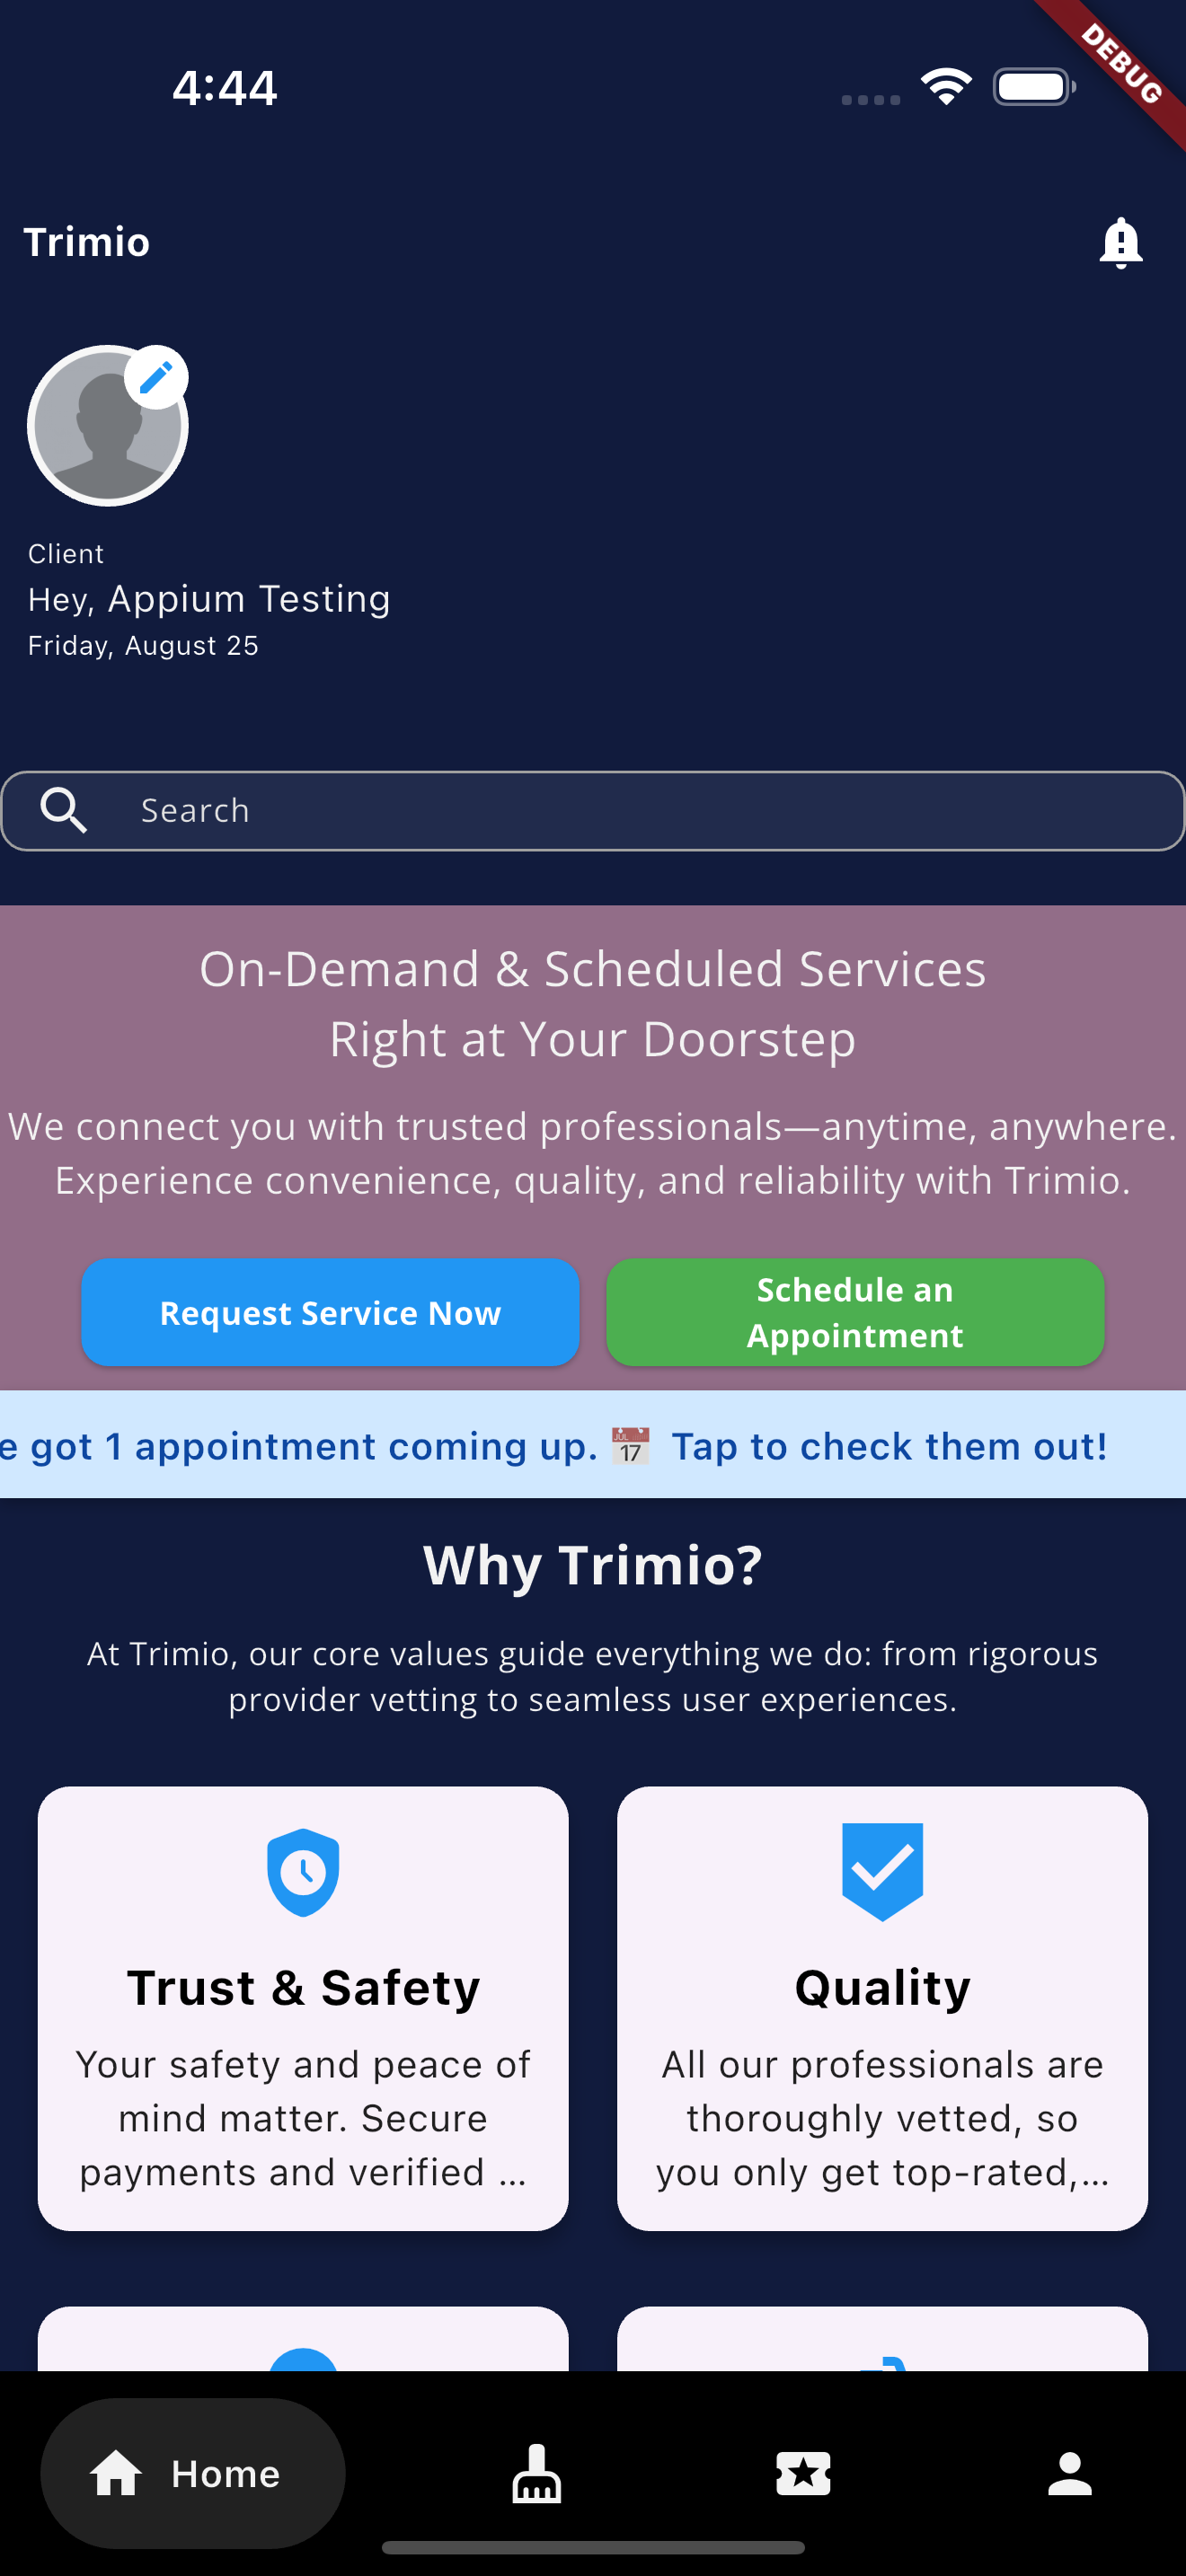 4:44
DEBUG
Trimio
Client
Hey, Appium Testing
Friday, August 25
Search
On-Demand & Scheduled Services
Right at Your Doorstep
We connect you with trusted professionals—anytime, anywhere.
Experience convenience, quality, and reliability with Trimio.
Request Service Now
Schedule an
Appointment
e got 1 appointment coming up. 📅 Tap to check them out!
Why Trimio?
At Trimio, our core values guide everything we do: from rigorous
provider vetting to seamless user experiences.
Trust & Safety
Your safety and peace of
mind matter. Secure
payments and verified ...
Quality
All our professionals are
thoroughly vetted, so
you only get top-rated,...
Home